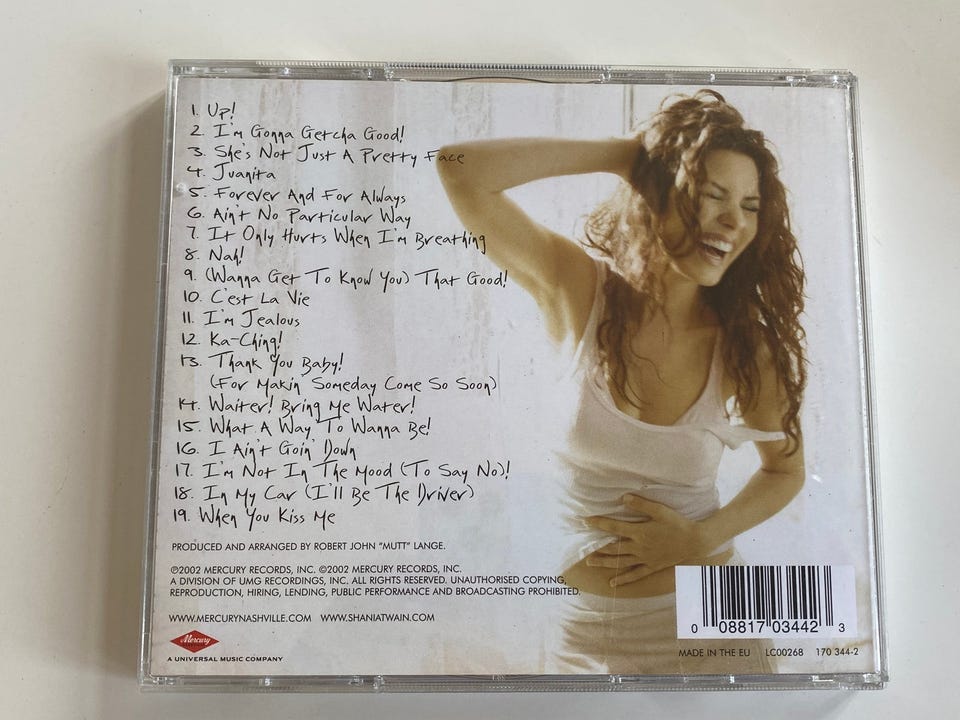 1. Up!
2. I'm Gonna Getcha Good!
3. She's Not Just A Pretty Face
4. Juanita
5. Forever And For Always
6. Ain't No Particular Way
7. It Only Hurts When I'm Breathing
8. Nah!
9. (Wanna Get To Know You) That Good!
10. C'est La Vie
11. I'm Jealous
12. Ka-Ching!
13. Thank You Baby!
(For Makin' Someday Come So Soon)
14. Waiter! Bring Me Water!
15. What A Way To Wanna Be!
16. I Ain't Goin' Down
17. I'm Not In The Mood (To Say No)!
18. In My Car (I'll Be The Driver)
19. When You Kiss Me
PRODUCED AND ARRANGED BY ROBERT JOHN "MUTT" LANGE.
℗2002 MERCURY RECORDS, INC. ©2002 MERCURY RECORDS, INC.
A DIVISION OF UMG RECORDINGS, INC. ALL RIGHTS RESERVED. UNAUTHORISED COPYING,
REPRODUCTION, HIRING, LENDING, PUBLIC PERFORMANCE AND BROADCASTING PROHIBITED.
WWW.MERCURYNASHVILLE.COM WWW.SHANIATWAIN.COM
Mercury
A UNIVERSAL MUSIC COMPANY
0 08817 03442 3
MADE IN THE EU LC00268 170 344-2